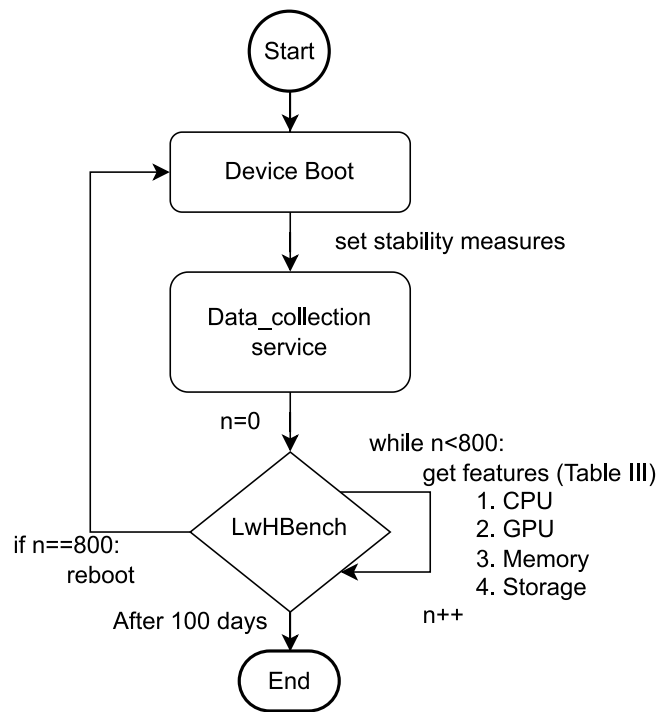 Start
Device Boot
set stability measures
Data_collection
service
n=0
while n<800:
get features (Table III)
1. CPU
2. GPU
3. Memory
4. Storage
n++
LwHBench
if n==800:
reboot
After 100 days
End